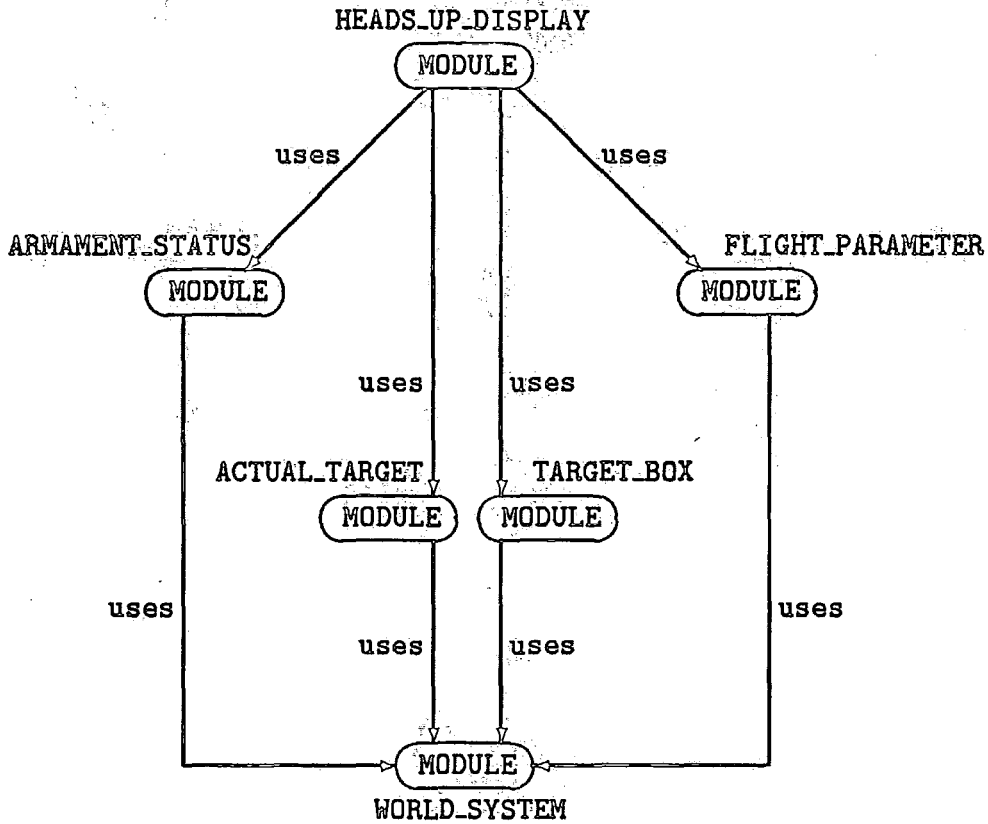 HEADS_UP_DISPLAY
MODULE
uses
uses
ARMAMENT_STATUS
FLIGHT_PARAMETER
MODULE
MODULE
uses
uses
ACTUAL_TARGET
TARGET_BOX
MODULE
MODULE
uses
uses
uses
uses
MODULE
WORLD_SYSTEM